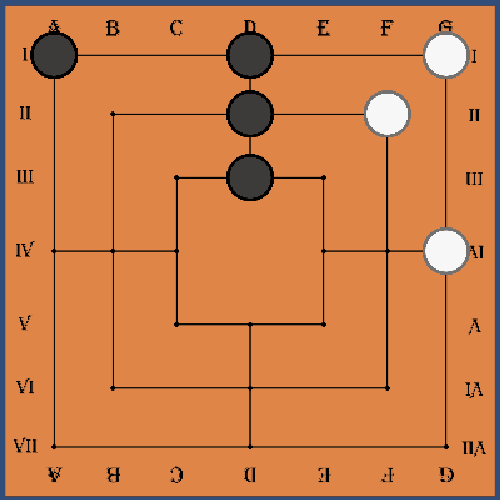 A B C D E F G
I I
II II
III III
IV IV
V V
VI VI
VII VII
A B C D E F G